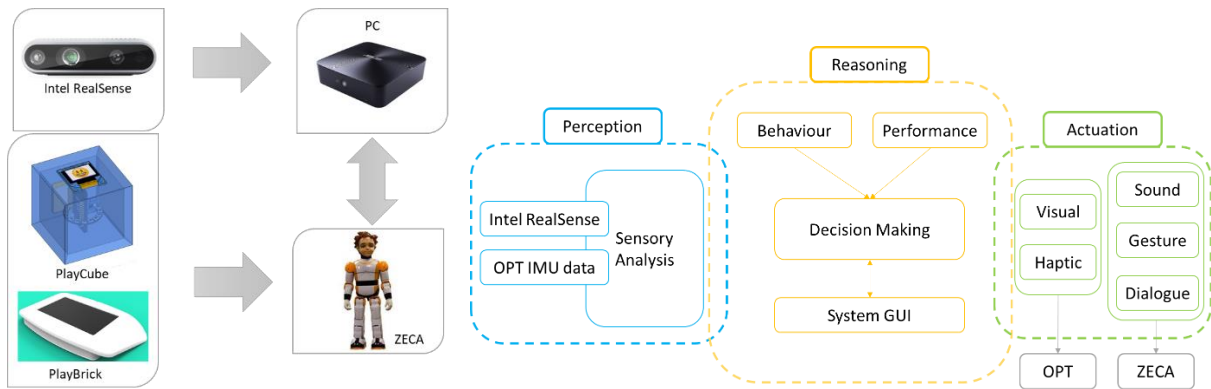 Intel RealSense
PC
PlayCube
PlayBrick
ZECA
Perception
Intel RealSense
OPT IMU data
Sensory
Analysis
Reasoning
Behaviour
Performance
Decision Making
System GUI
Actuation
Visual
Haptic
Sound
Gesture
Dialogue
OPT
ZECA